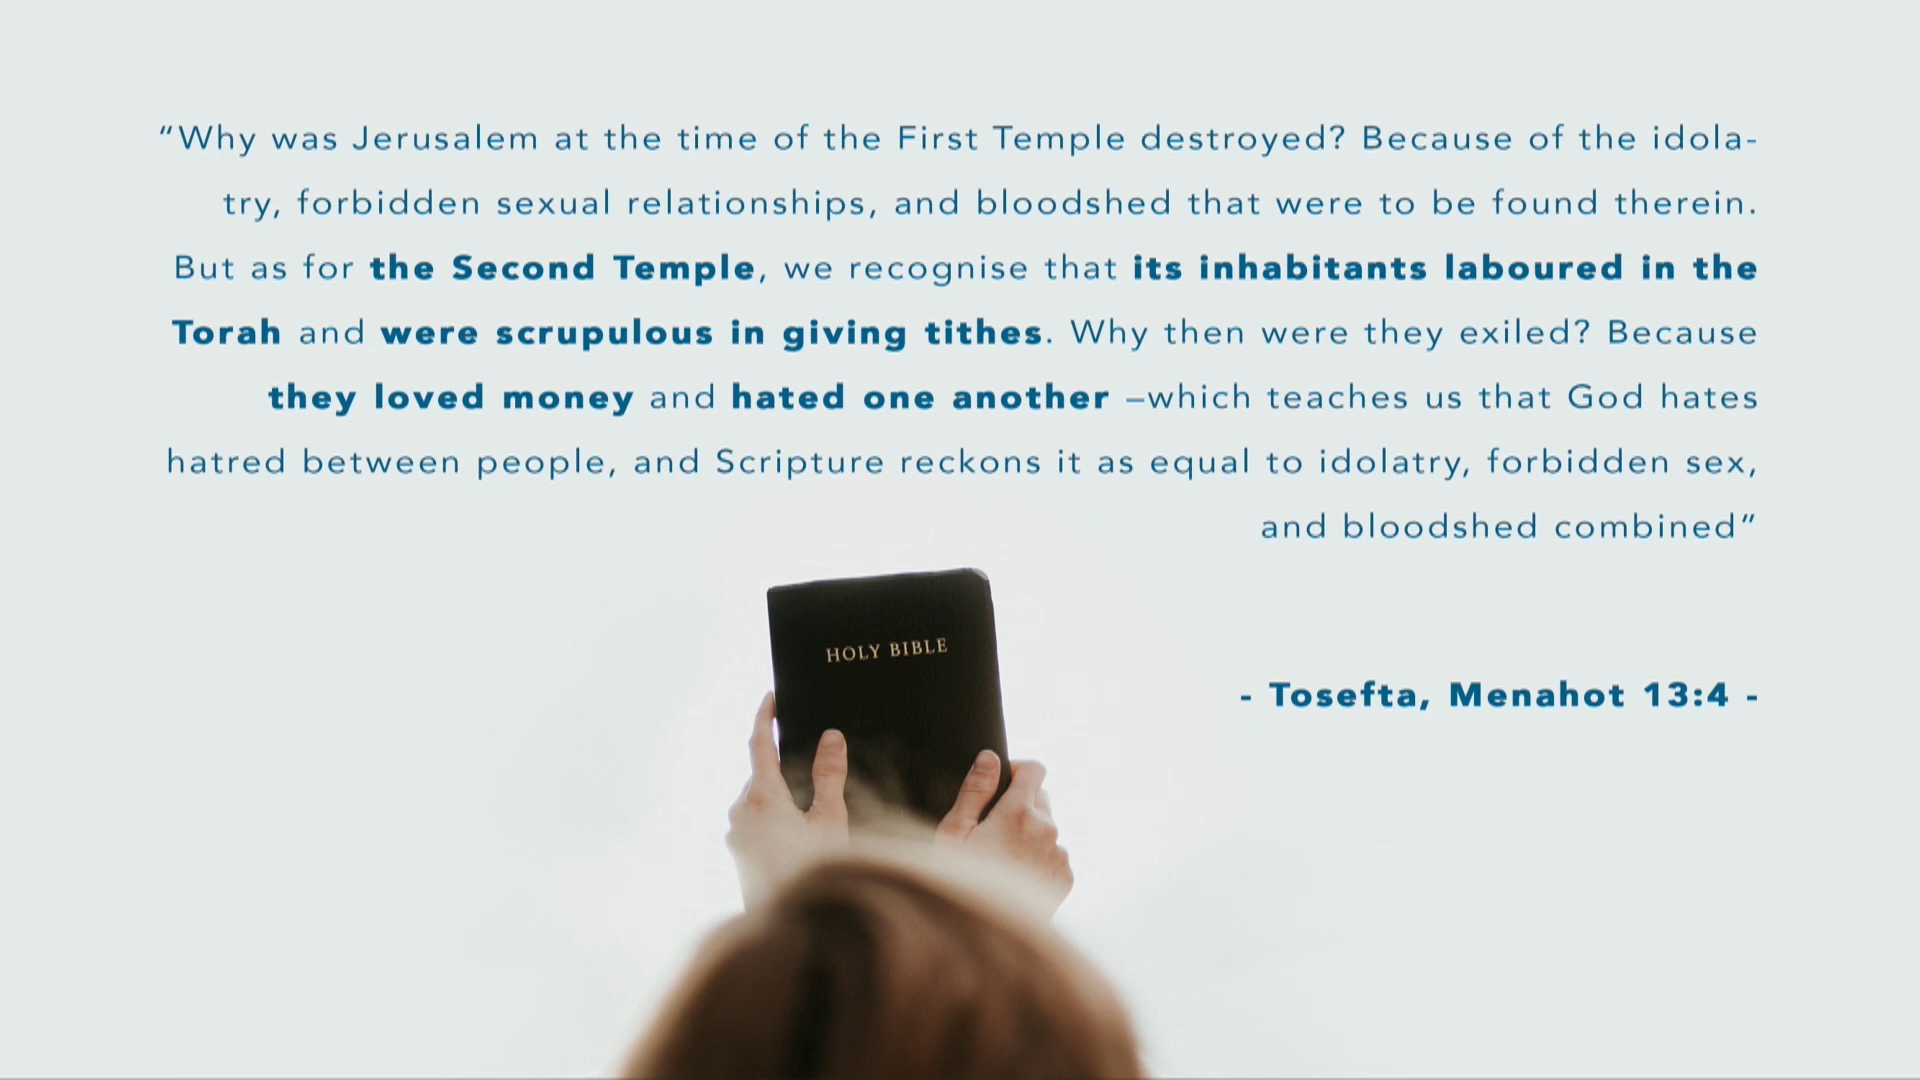 “Why was Jerusalem at the time of the First Temple destroyed? Because of the idola-
try, forbidden sexual relationships, and bloodshed that were to be found therein.
But as for the Second Temple, we recognise that its inhabitants laboured in the
Torah and were scrupulous in giving tithes. Why then were they exiled? Because
they loved money and hated one another –which teaches us that God hates
hatred between people, and Scripture reckons it as equal to idolatry, forbidden sex,
and bloodshed combined”
HOLY BIBLE
- Tosefta, Menahot 13:4 -